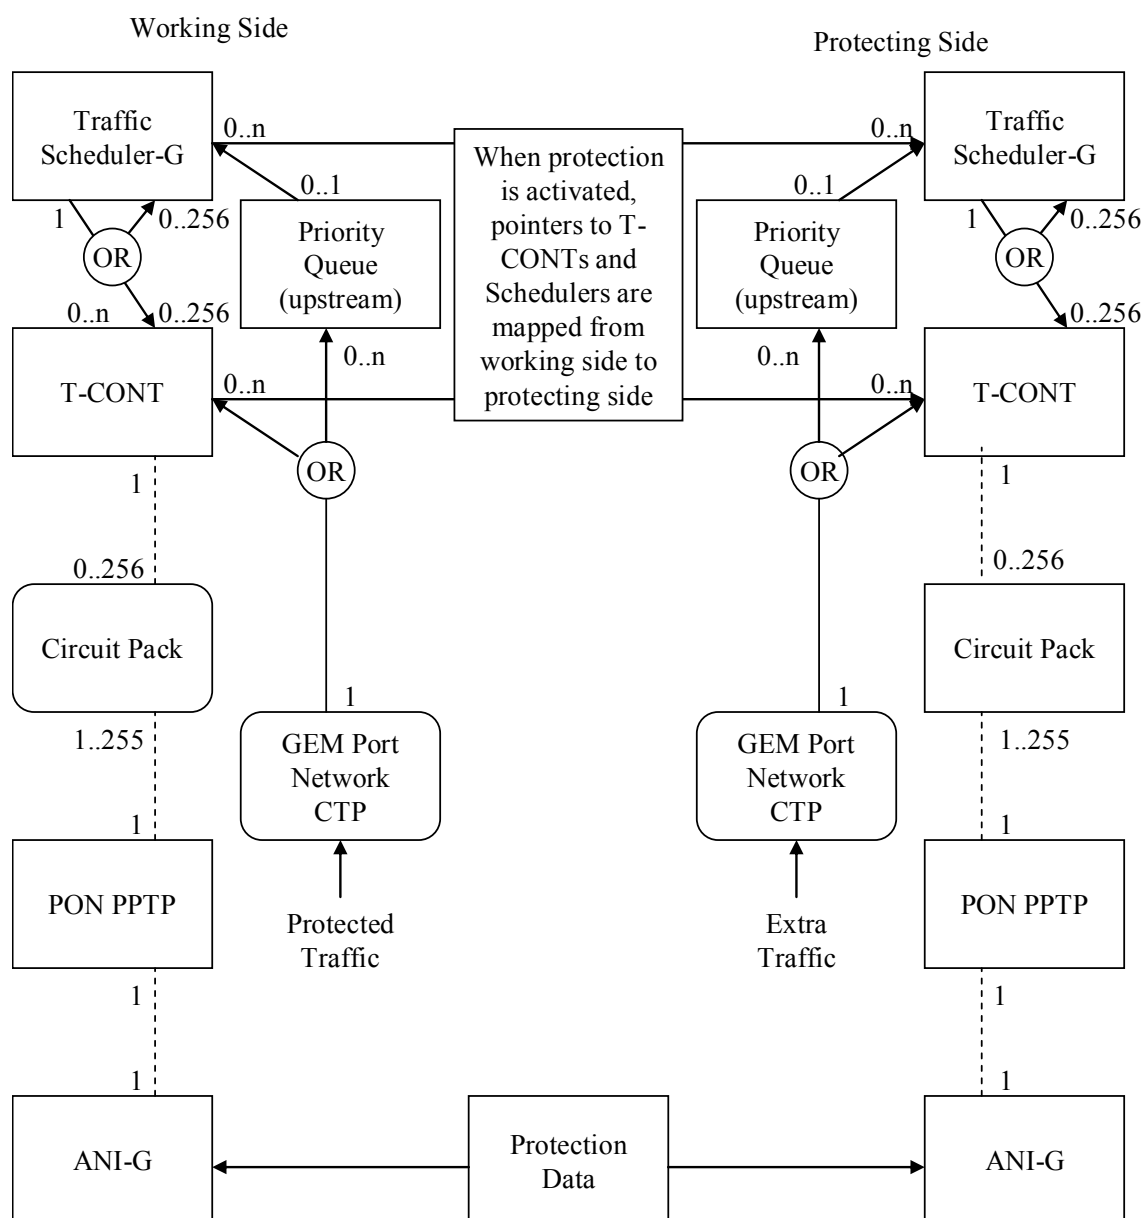 Working Side
Protecting Side
Traffic
Scheduler-G
0..n
0..n
Traffic
Scheduler-G
When protection
is activated,
pointers to T-
CONTs and
Schedulers are
mapped from
working side to
protecting side
0..1
0..1
1
0..256
OR
Priority
Queue
(upstream)
Priority
Queue
(upstream)
1
0..256
OR
0..n
0..256
0..256
0..n
0..n
T-CONT
0..n
0..n
T-CONT
OR
OR
1
1
0..256
0..256
Circuit Pack
Circuit Pack
1
1
1..255
1..255
GEM Port
Network
CTP
GEM Port
Network
CTP
1
1
PON PPTP
PON PPTP
Protected
Traffic
Extra
Traffic
1
1
1
1
ANI-G
Protection
Data
ANI-G